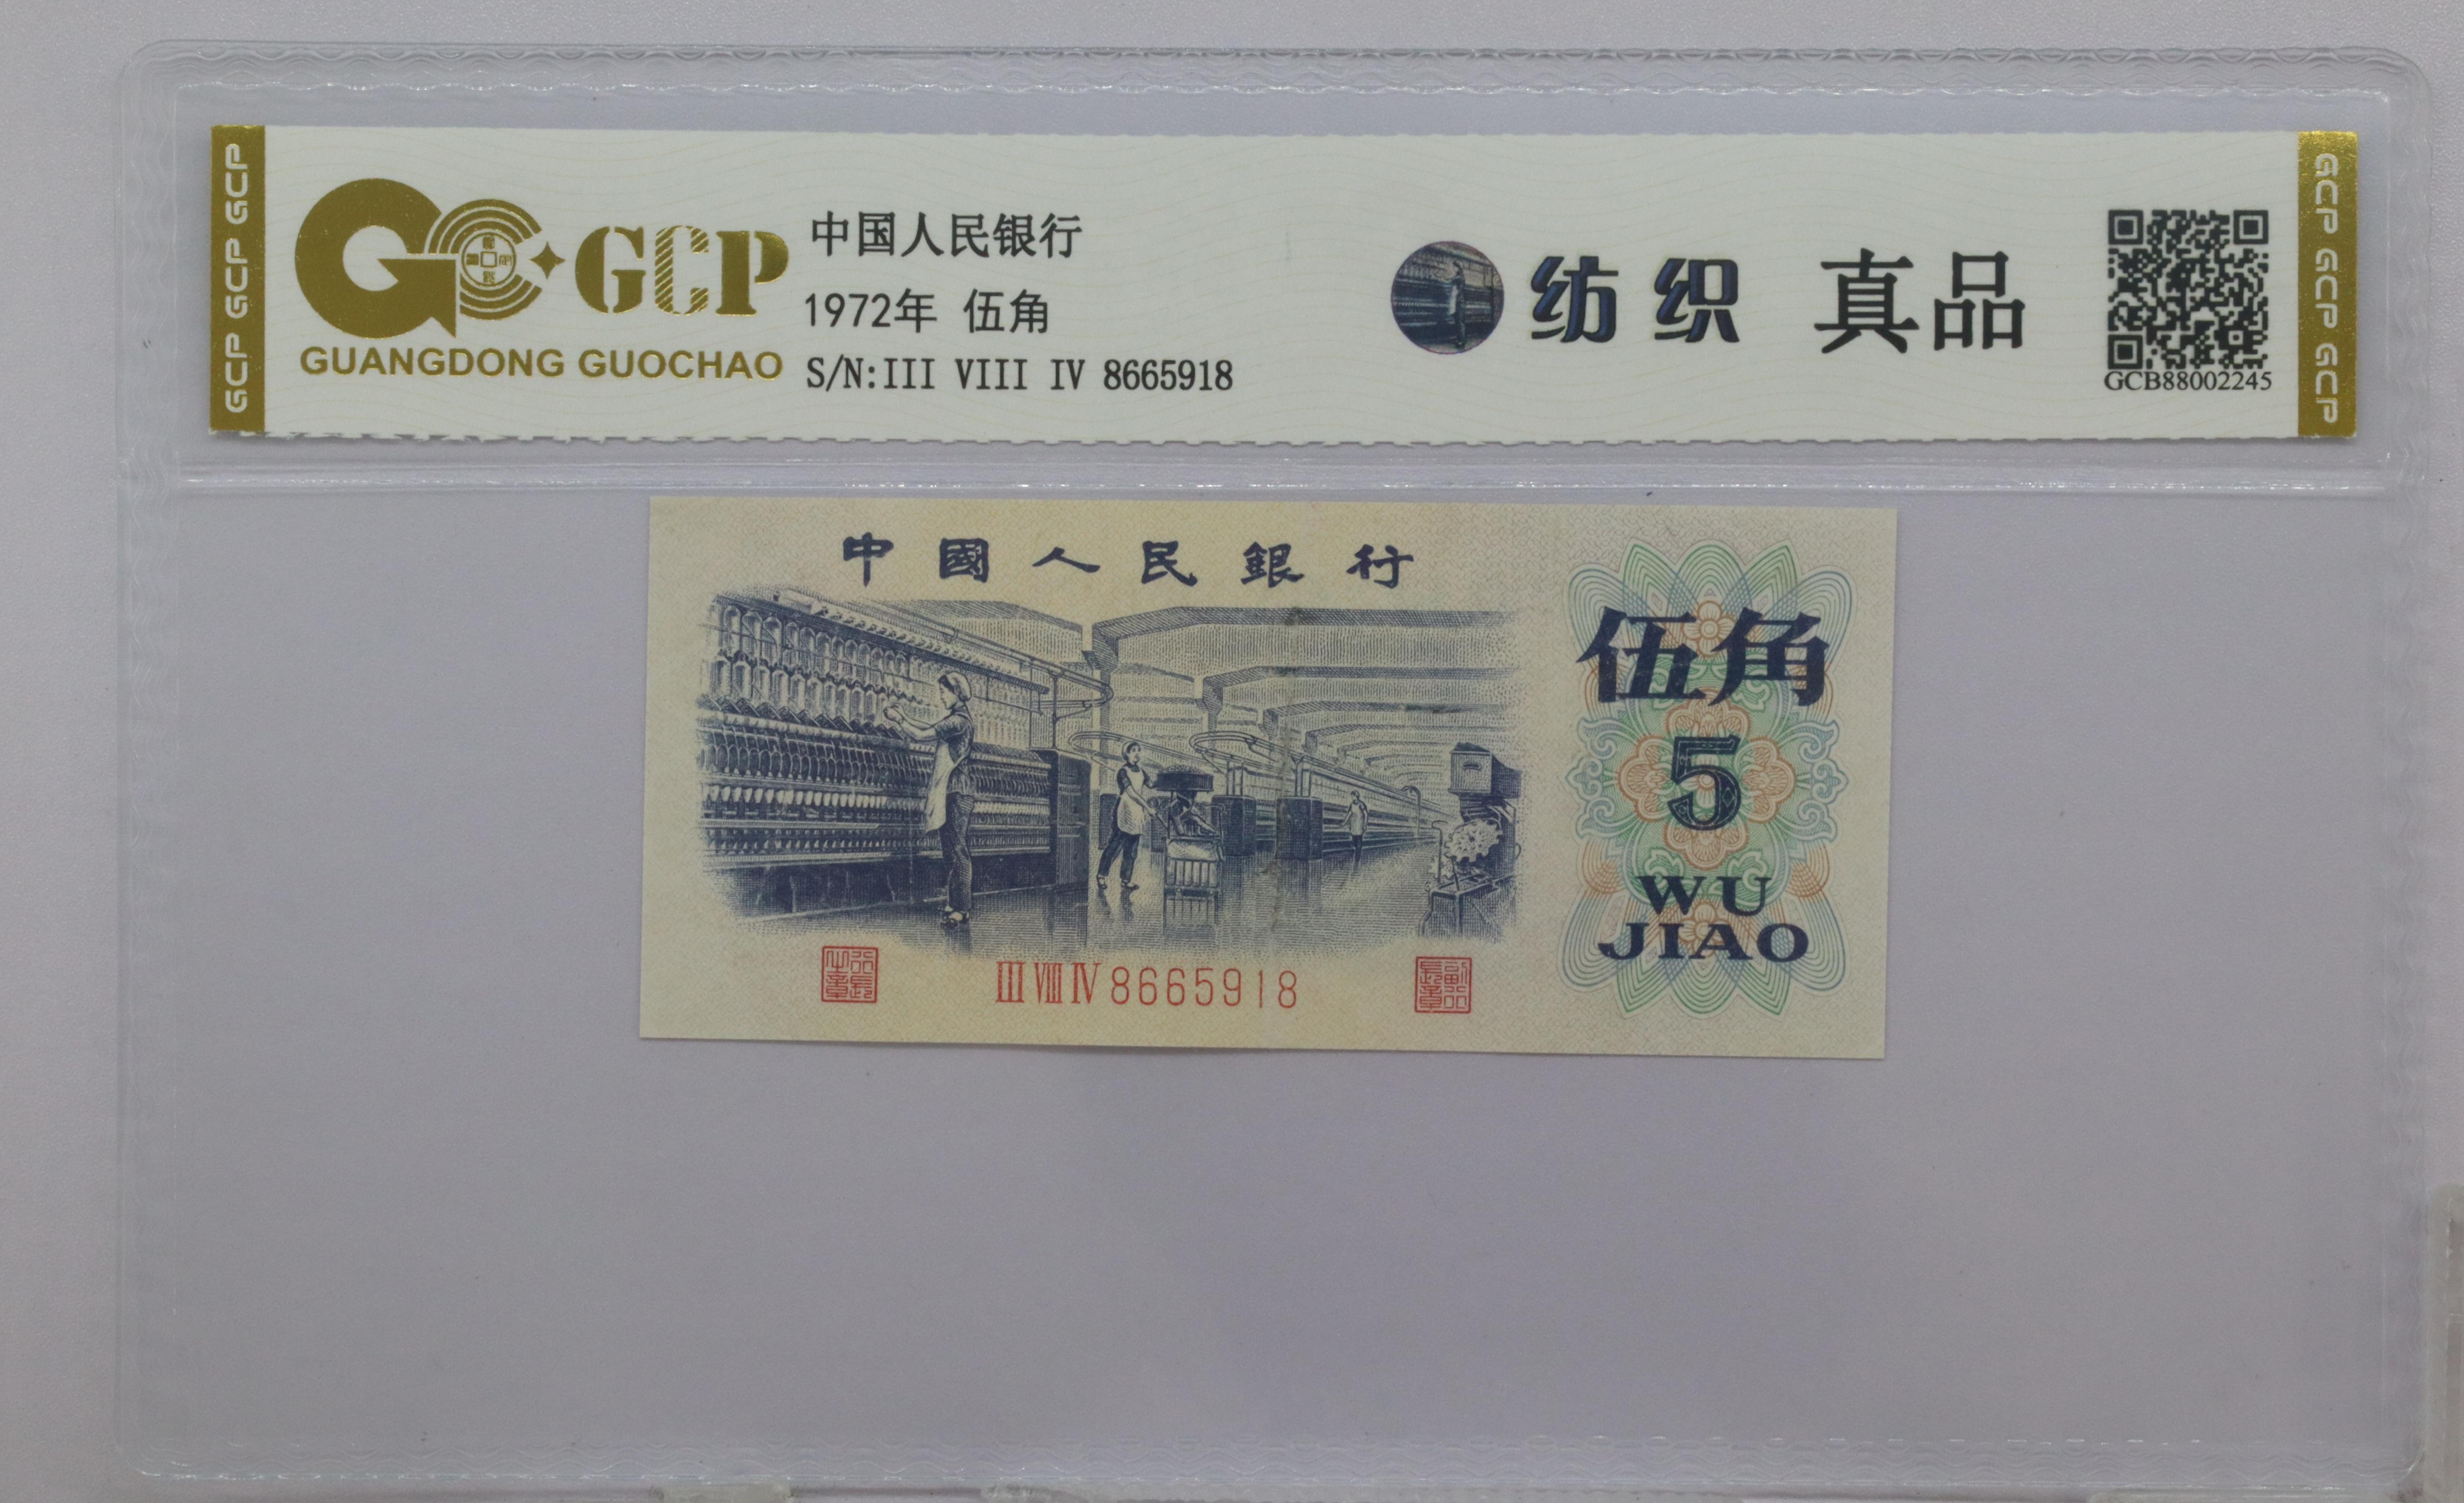 GCP GCP GCP
GCP
GUANGDONG GUOCHAO
中国人民银行
1972年 伍角
S/N:III VIII IV 8665918
纺织 真品
GCB88002245
GCP GCP GCP
中國人民銀行
伍角
5
WU
JIAO
III VIII IV 8665918